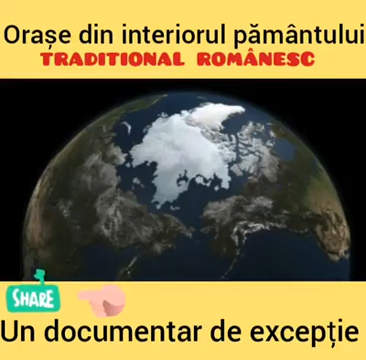 Orașe din interiorul pământului
TRADITIONAL ROMÂNESC
SHARE
Un documentar de excepție